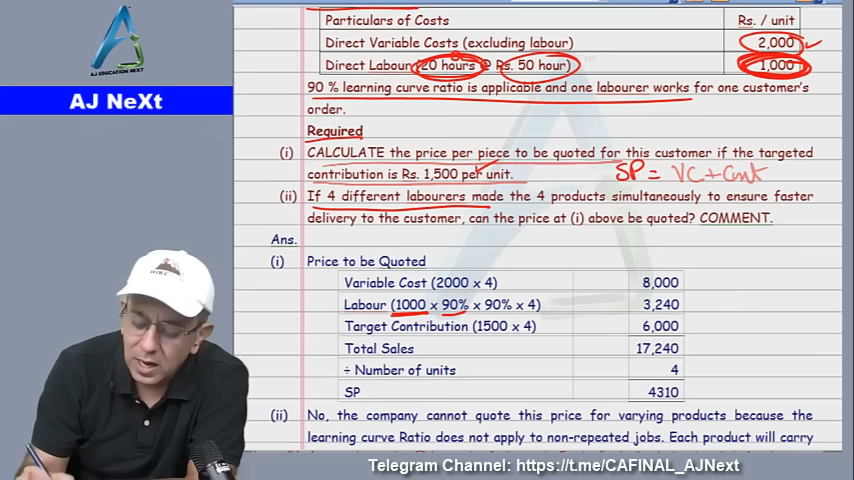 AJ EDUCATION NEXT
AJ NeXt
Particulars of Costs Rs. / unit
Direct Variable Costs (excluding labour) 2,000
Direct Labour (20 hours @ Rs. 50 hour) 1,000
90 % learning curve ratio is applicable and one labourer works for one customer's
order.
Required
(i) CALCULATE the price per piece to be quoted for this customer if the targeted
contribution is Rs. 1,500 per unit.
SP = VC + Cont
(ii) If 4 different labourers made the 4 products simultaneously to ensure faster
delivery to the customer, can the price at (i) above be quoted? COMMENT.
Ans.
(i) Price to be Quoted
Variable Cost (2000 x 4) 8,000
Labour (1000 x 90% x 90% x 4) 3,240
Target Contribution (1500 x 4) 6,000
Total Sales 17,240
÷ Number of units 4
SP 4310
(ii) No, the company cannot quote this price for varying products because the
learning curve Ratio does not apply to non-repeated jobs. Each product will carry
Telegram Channel: https://t.me/CAFINAL_AJNext